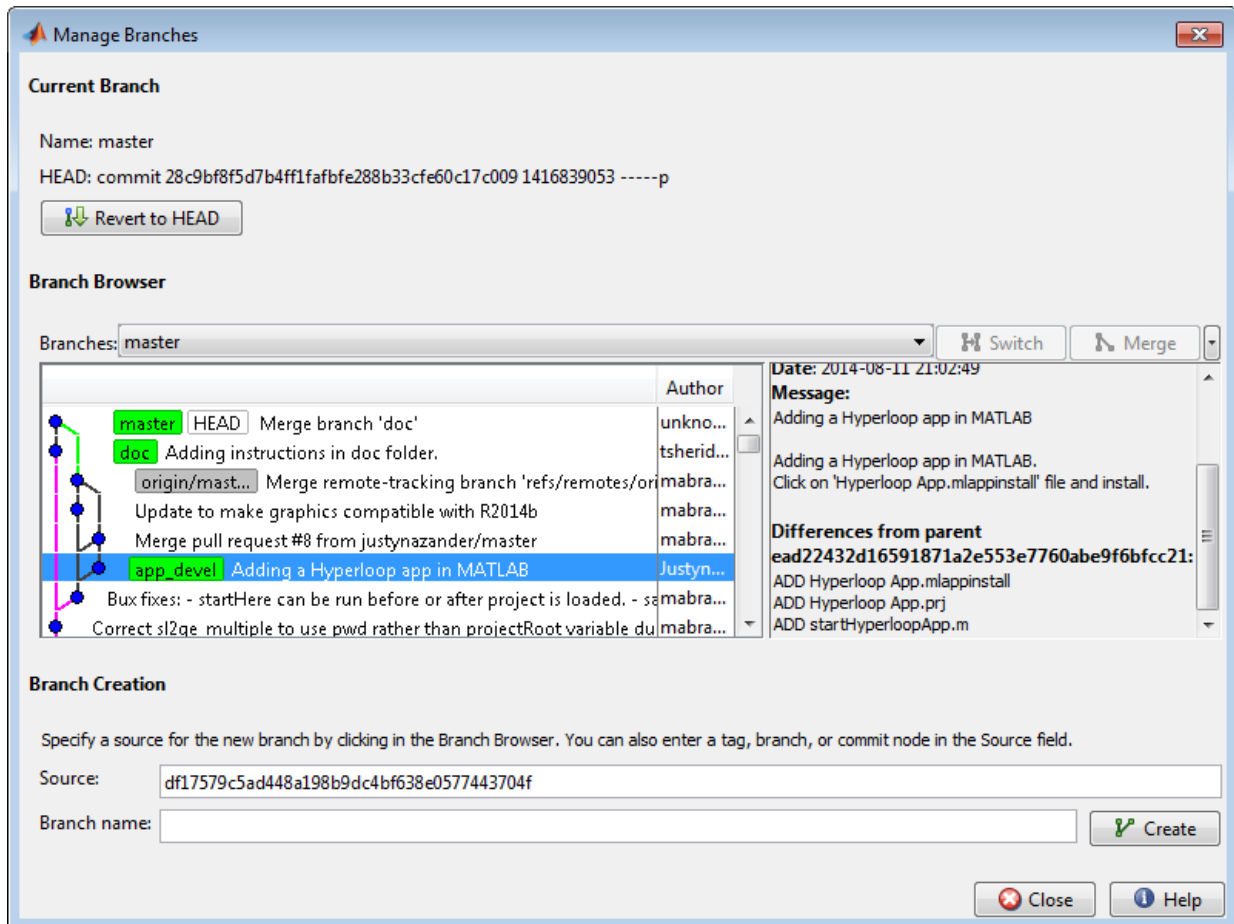 Manage Branches
Current Branch
Name: master
HEAD: commit 28c9bf8f5d7b4ff1fafbfe288b33cfe60c17c009 1416839053 -----p
Revert to HEAD
Branch Browser
Branches: master Switch Merge
Author
master HEAD Merge branch 'doc' unkno...
doc Adding instructions in doc folder. tsherid...
origin/mast... Merge remote-tracking branch 'refs/remotes/ori mabra...
Update to make graphics compatible with R2014b mabra...
Merge pull request #8 from justynazander/master mabra...
app_devel Adding a Hyperloop app in MATLAB Justyn...
Bux fixes: - startHere can be run before or after project is loaded. - sa mabra...
Correct sl2ge_multiple to use pwd rather than projectRoot variable du mabra...
Date: 2014-08-11 21:02:49
Message:
Adding a Hyperloop app in MATLAB
Adding a Hyperloop app in MATLAB.
Click on 'Hyperloop App.mlappinstall' file and install.
Differences from parent
ead22432d16591871a2e553e7760abe9f6bfcc21:
ADD Hyperloop App.mlappinstall
ADD Hyperloop App.prj
ADD startHyperloopApp.m
Branch Creation
Specify a source for the new branch by clicking in the Branch Browser. You can also enter a tag, branch, or commit node in the Source field.
Source: df17579c5ad448a198b9dc4bf638e0577443704f
Branch name: Create
Close Help